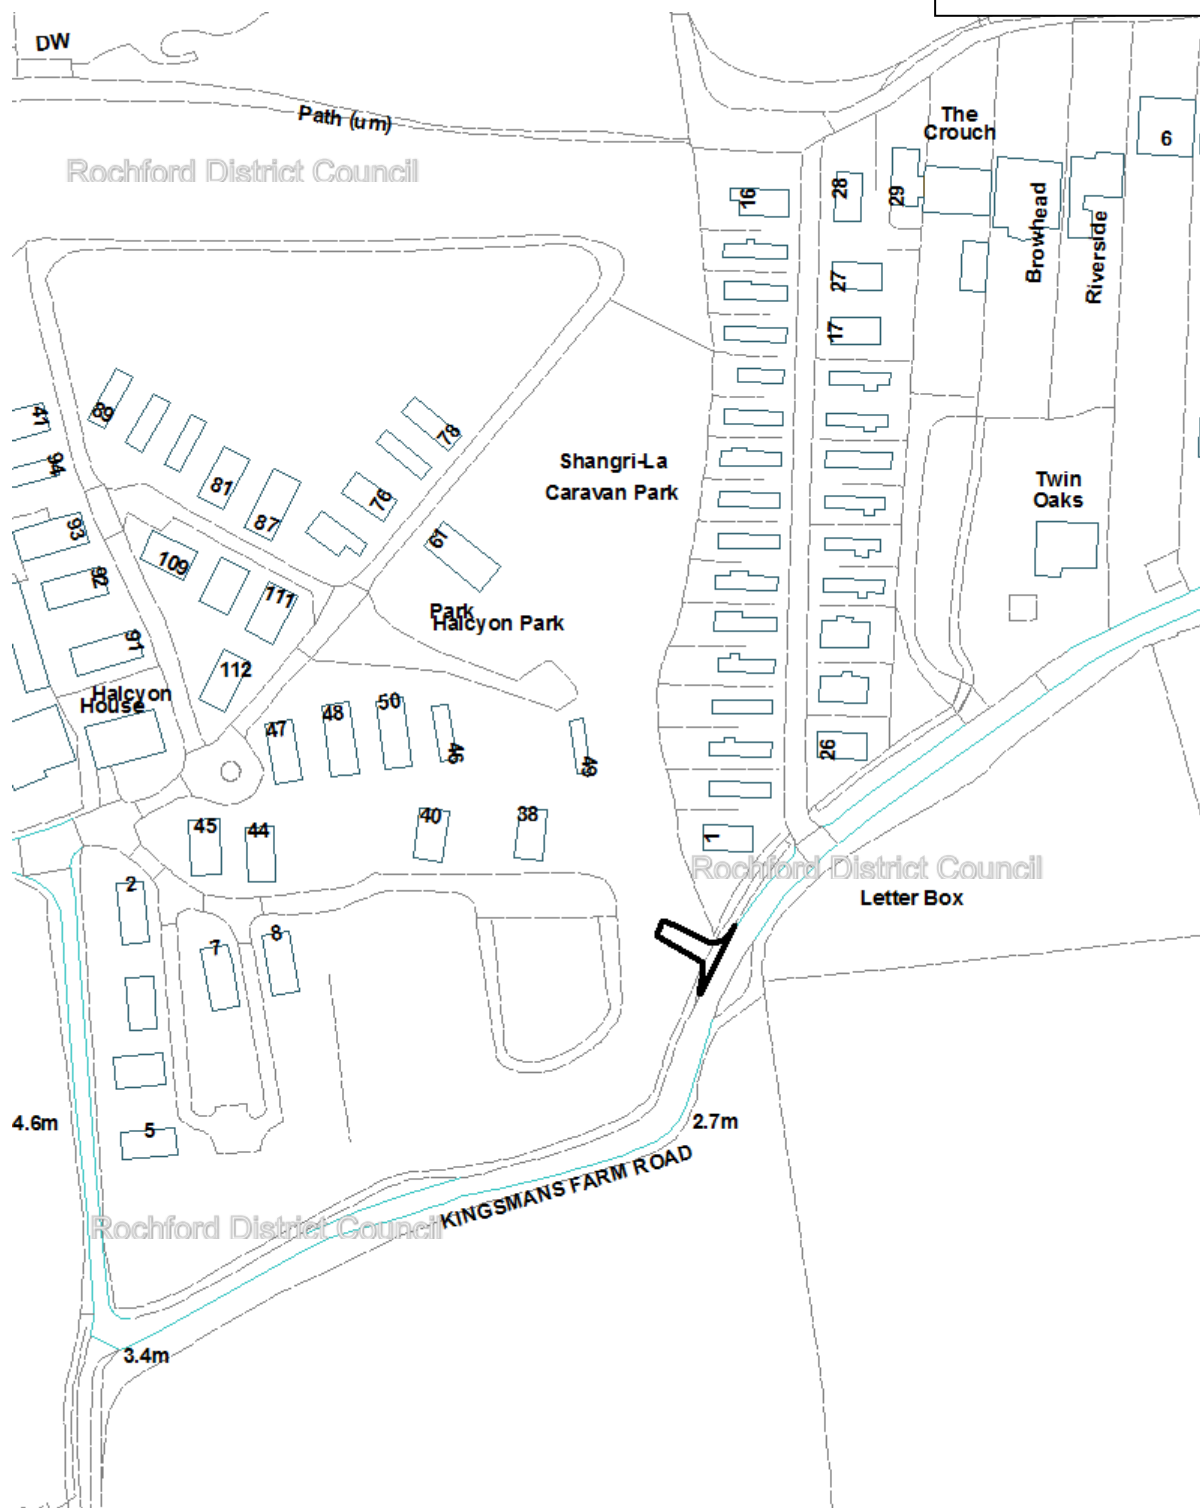 DW
Path (um)
The
Crouch
6
Rochford District Council
16
28
29
Browhead
Riverside
27
17
89
78
41
94
81
87
76
Shangri-La
Caravan Park
Twin
Oaks
93
61
109
92
111
Park
Halcyon Park
91
112
Halcyon
House
47
48
50
46
49
26
45
44
40
38
1
Rochford District Council
Letter Box
2
7
8
4.6m
5
2.7m
KINGSMANS FARM ROAD
Rochford District Council
3.4m